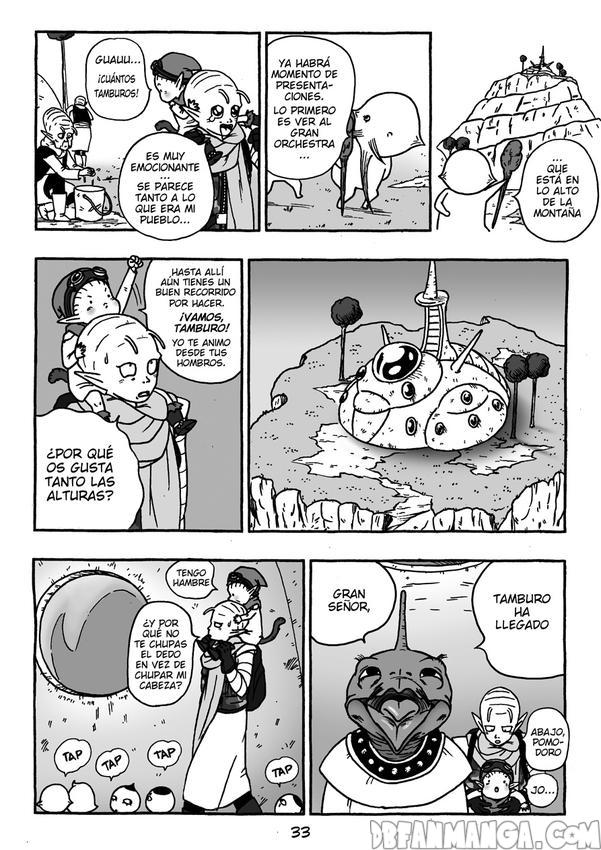 GUAUU...
¡CUÁNTOS
TAMBUROS!
ES MUY
EMOCIONANTE
...
SE PARECE
TANTO A LO
QUE ERA MI
PUEBLO...
YA HABRÁ
MOMENTO DE
PRESENTA-
CIONES.
LO PRIMERO
ES VER AL
GRAN
ORCHESTRA
...
...
QUE
ESTÁ EN
LO ALTO
DE LA
MONTAÑA
HASTA ALLÍ
AÚN TIENES UN
BUEN RECORRIDO
POR HACER.
¡VAMOS,
TAMBURO!
YO TE ANIMO
DESDE TUS
HOMBROS.
¿POR QUÉ
OS GUSTA
TANTO LAS
ALTURAS?
TENGO
HAMBRE
¿Y POR
QUÉ NO
TE CHUPAS
EL DEDO
EN VEZ DE
CHUPAR MI
CABEZA?
TAP
TAP
TAP
TAP
GRAN
SEÑOR,
TAMBURO
HA
LLEGADO
ABAJO,
POMO-
DORO
JO...
33
DBFANMANGA.COM